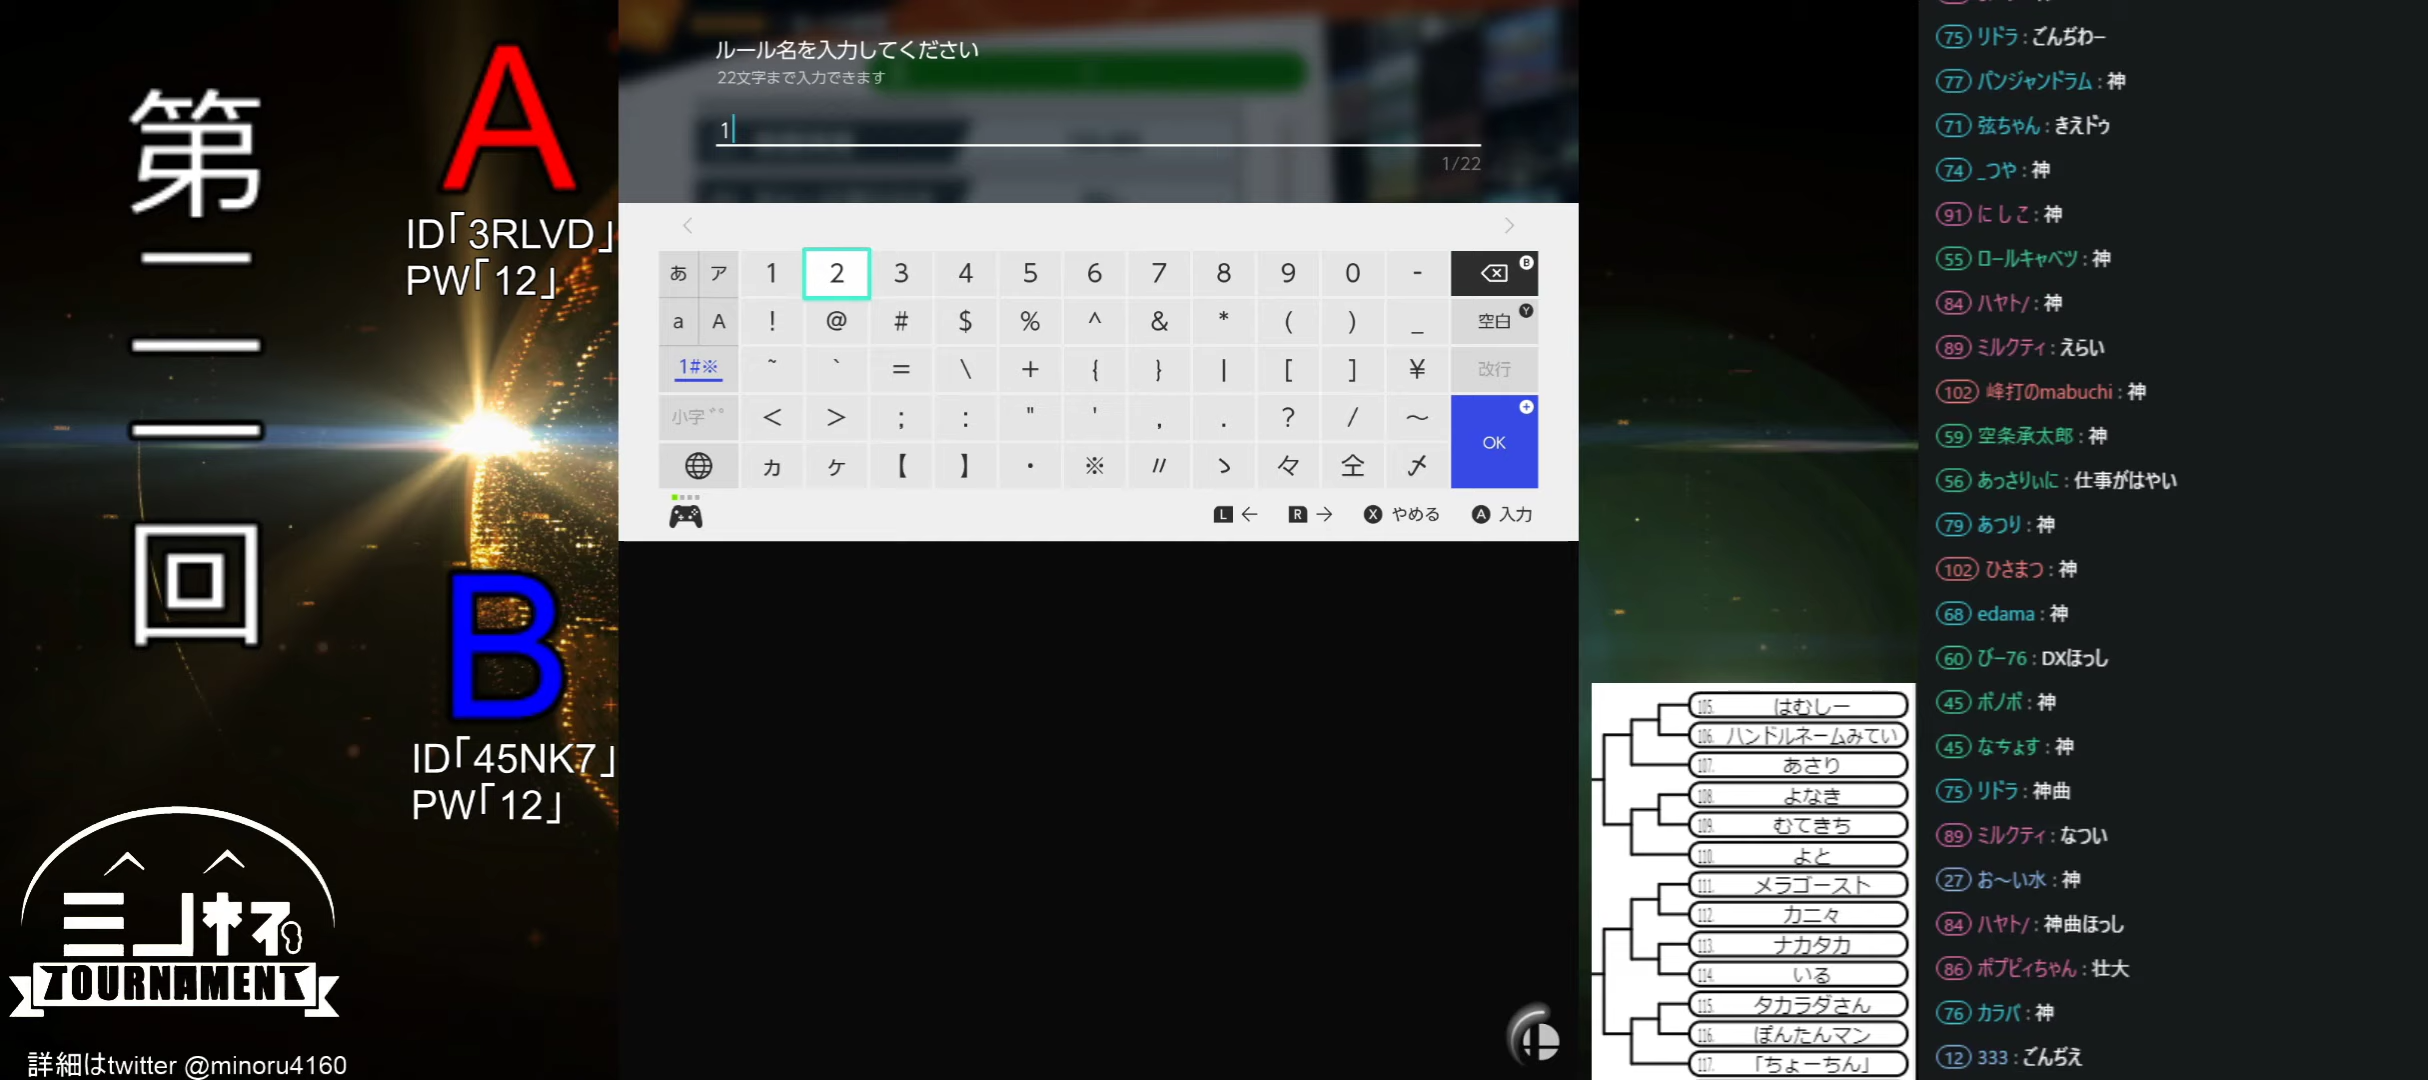 第二二回
A
ID「3RLVD」
PW「12」
B
ID「45NK7」
PW「12」
ミノ杯
TOURNAMENT
詳細はtwitter @minoru4160
ルール名を入力してください
22文字まで入力できます
1
1/22
あ ア 1 2 3 4 5 6 7 8 9 0 - B
a A ! @ # $ % ^ & * ( ) _ 空白 Y
1#※ ~ ` = \ + { } | [ ] ¥ 改行
小字゛゜ < > ; : " ' , . ? / ～ OK +
ヵ ヶ 【 】 ・ ※ 〃 ゝ 々 仝 〆
L ← R → X やめる A 入力
105. はむしー
106. ハンドルネームみてい
107. あさり
108. よなき
109. むてきち
110. よと
111. メラゴースト
112. カニ々
113. ナカタカ
114. いる
115. タカラダさん
116. ぽんたんマン
117. 「ちょーちん」
75 リドラ : ごんぢわー
77 パンジャンドラム : 神
71 弦ちゃん : きえドゥ
74 _つや : 神
91 にしこ : 神
55 ロールキャベツ : 神
84 ハヤト/ : 神
89 ミルクティ : えらい
102 峰打のmabuchi : 神
59 空条承太郎 : 神
56 あっさりぃに : 仕事がはやい
79 あつり : 神
102 ひさまつ : 神
68 edama : 神
60 びー76 : DXほっし
45 ボノボ : 神
45 なちょす : 神
75 リドラ : 神曲
89 ミルクティ : なつい
27 お～い水 : 神
84 ハヤト/ : 神曲ほっし
86 ポプピィちゃん : 壮大
76 カラバ : 神
12 333 : ごんぢえ